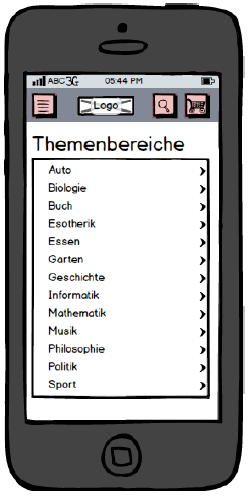 ABC 3G 05:44 PM
Logo
Themenbereiche
Auto
Biologie
Buch
Esotherik
Essen
Garten
Geschichte
Informatik
Mathematik
Musik
Philosophie
Politik
Sport